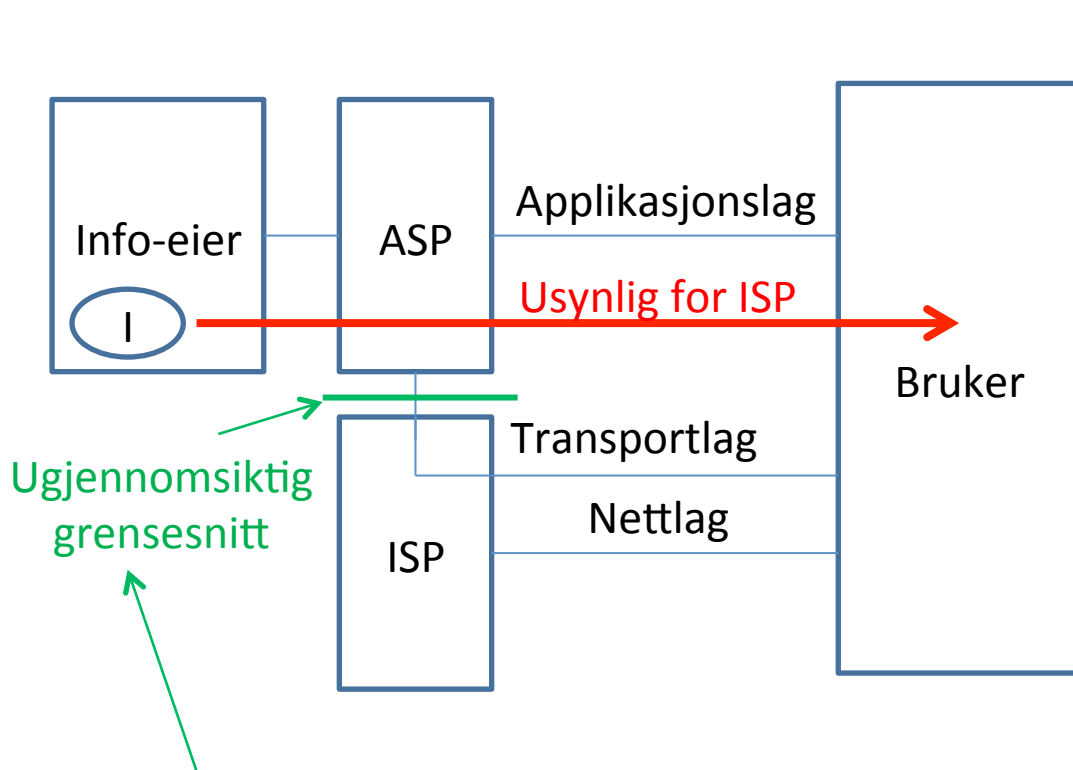 Applikasjonslag
Info-eier
ASP
Usynlig for ISP
I
Bruker
Transportlag
Ugjennomsiktig
grensesnitt
Nettlag
ISP